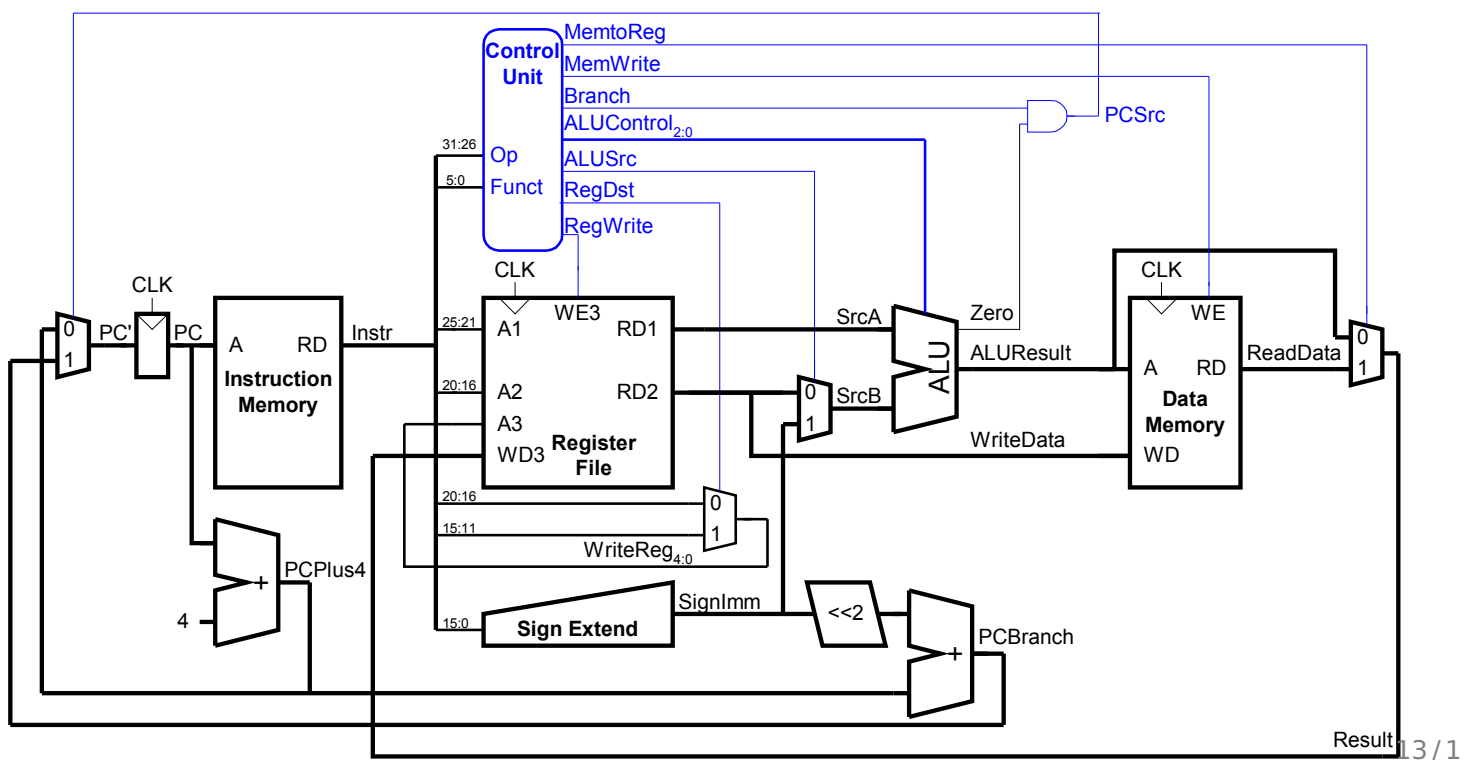 MemtoReg
Control
Unit
MemWrite
Branch
PCSrc
ALUControl2:0
31:26
Op
ALUSrc
5:0
Funct
RegDst
RegWrite
CLK
CLK
CLK
0
1
PC'
PC
A
RD
Instruction
Memory
Instr
25:21
A1
WE3
RD1
SrcA
Zero
WE
ALU
ALUResult
ReadData
0
1
20:16
A2
RD2
0
1
SrcB
A
RD
Data
Memory
A3
WD3
Register
File
WriteData
WD
20:16
15:11
0
1
WriteReg4:0
PCPlus4
+
4
SignImm
<<2
15:0
Sign Extend
PCBranch
+
Result
13/1